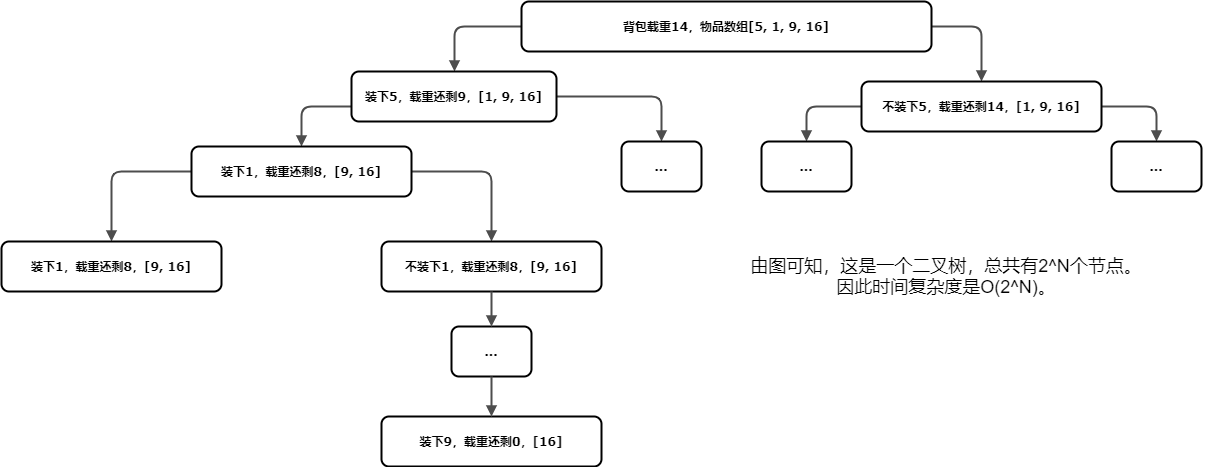 背包载重14，物品数组[5, 1, 9, 16]
装下5，载重还剩9，[1, 9, 16]
不装下5，载重还剩14，[1, 9, 16]
...
...
...
装下1，载重还剩8，[9, 16]
装下1，载重还剩8，[9, 16]
不装下1，载重还剩8，[9, 16]
由图可知，这是一个二叉树，总共有2^N个节点。
因此时间复杂度是O(2^N)。
...
装下9，载重还剩0，[16]